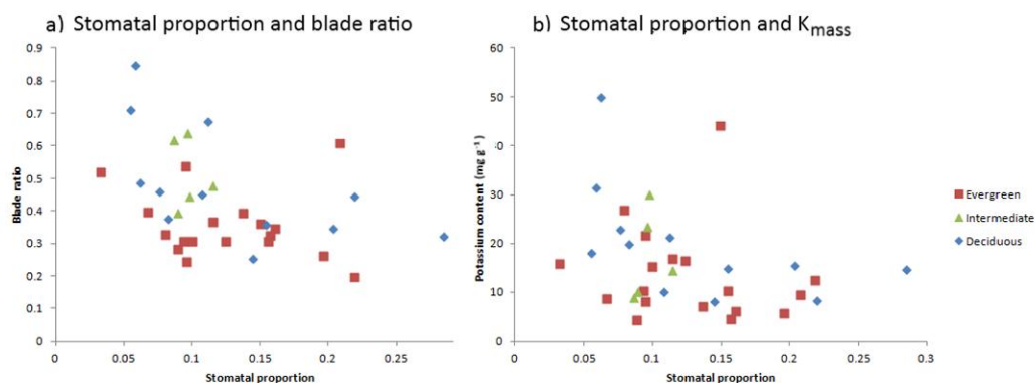 a) Stomatal proportion and blade ratio
0.9
0.8
0.7
0.6
0.5
0.4
0.3
0.2
0.1
0
Blade ratio
0 0.05 0.1 0.15 0.2 0.25
Stomatal proportion
b) Stomatal proportion and Kmass
60
50
40
30
20
10
0
Potassium content (mg g⁻¹)
0 0.05 0.1 0.15 0.2 0.25 0.3
Stomatal proportion
Evergreen
Intermediate
Deciduous